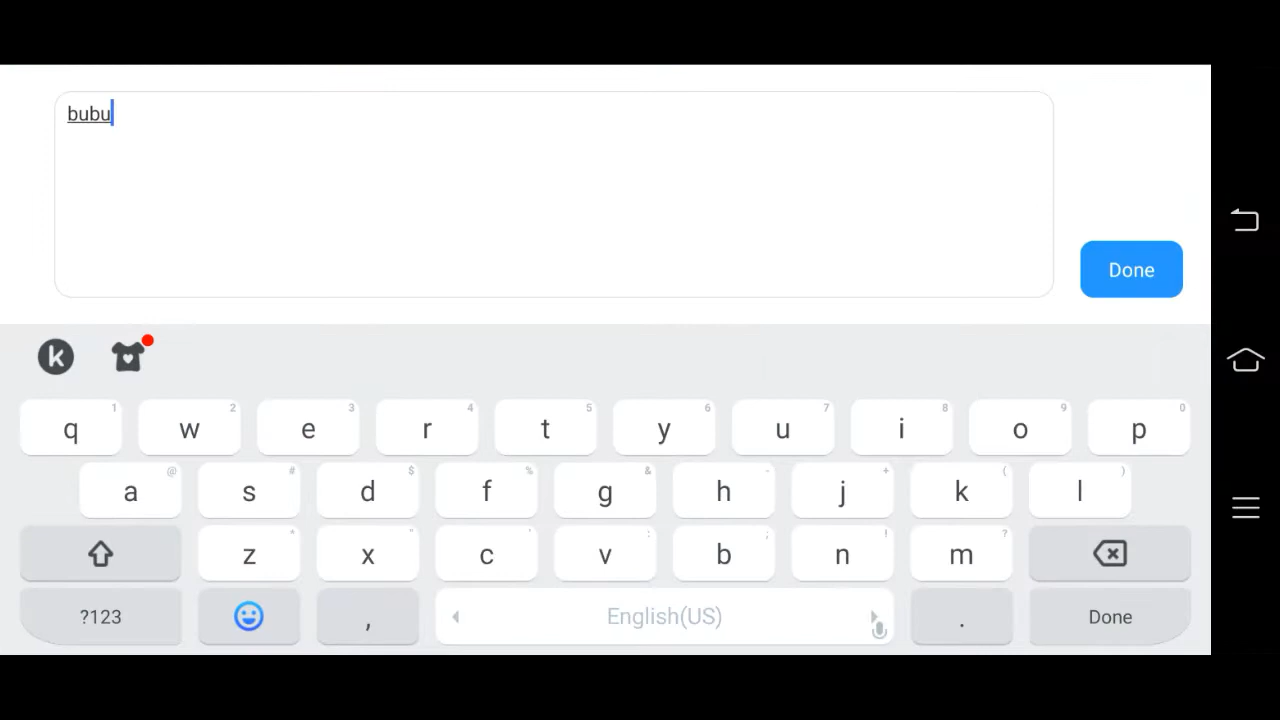 bubu
Done
k
q 1 w 2 e 3 r 4 t 5 y 6 u 7 i 8 o 9 p 0
a @ s # d $ f % g & h - j + k ( l )
z * x " c ' v : b ; n ! m ?
?123 , English(US) . Done